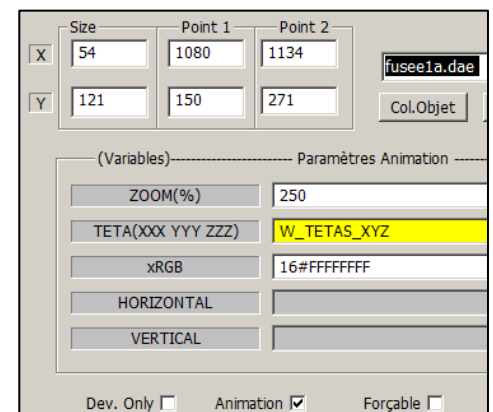 Size Point 1 Point 2
X 54 1080 1134
fusee1a.dae
Y 121 150 271
Col.Objet
(Variables)---------------------- Paramètres Animation -----
ZOOM(%) 250
TETA(XXX YYY ZZZ) W_TETAS_XYZ
xRGB 16#FFFFFFFF
HORIZONTAL
VERTICAL
Dev. Only Animation Forçable